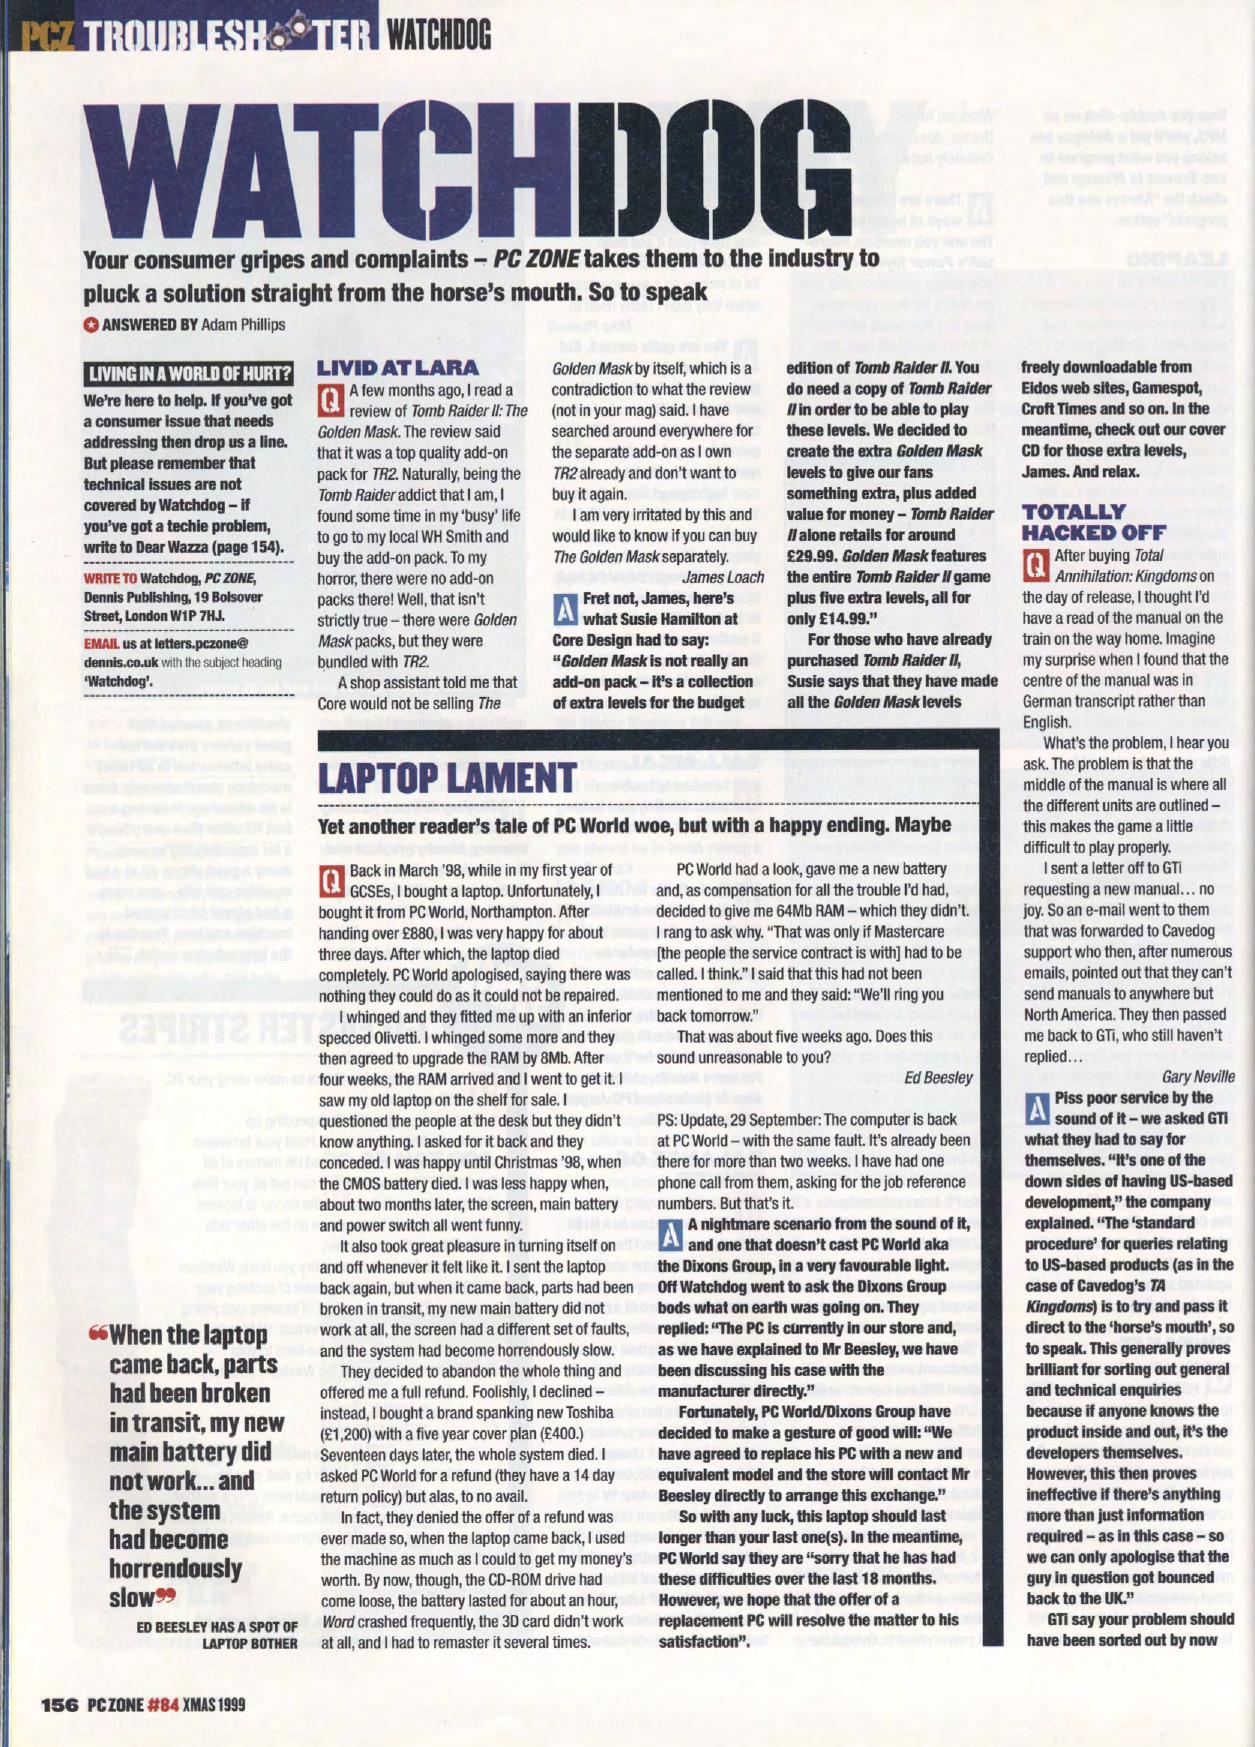 PCZ TROUBLESHOOTER WATCHDOG
WATCHDOG
Your consumer gripes and complaints – PC ZONE takes them to the industry to
pluck a solution straight from the horse's mouth. So to speak
ANSWERED BY Adam Phillips
LIVING IN A WORLD OF HURT?
We're here to help. If you've got
a consumer issue that needs
addressing then drop us a line.
But please remember that
technical issues are not
covered by Watchdog – if
you've got a techie problem,
write to Dear Wazza (page 154).
WRITE TO Watchdog, PC ZONE,
Dennis Publishing, 19 Bolsover
Street, London W1P 7HJ.
EMAIL us at letters.pczone@
dennis.co.uk with the subject heading
'Watchdog'.
LIVID AT LARA
Q A few months ago, I read a
review of Tomb Raider II: The
Golden Mask. The review said
that it was a top quality add-on
pack for TR2. Naturally, being the
Tomb Raider addict that I am, I
found some time in my 'busy' life
to go to my local WH Smith and
buy the add-on pack. To my
horror, there were no add-on
packs there! Well, that isn't
strictly true – there were Golden
Mask packs, but they were
bundled with TR2.
A shop assistant told me that
Core would not be selling The
Golden Mask by itself, which is a
contradiction to what the review
(not in your mag) said. I have
searched around everywhere for
the separate add-on as I own
TR2 already and don't want to
buy it again.
I am very irritated by this and
would like to know if you can buy
The Golden Mask separately.
James Loach
A Fret not, James, here's
what Susie Hamilton at
Core Design had to say:
"Golden Mask is not really an
add-on pack – it's a collection
of extra levels for the budget
edition of Tomb Raider II. You
do need a copy of Tomb Raider
II in order to be able to play
these levels. We decided to
create the extra Golden Mask
levels to give our fans
something extra, plus added
value for money – Tomb Raider
II alone retails for around
£29.99. Golden Mask features
the entire Tomb Raider II game
plus five extra levels, all for
only £14.99."
For those who have already
purchased Tomb Raider II,
Susie says that they have made
all the Golden Mask levels
freely downloadable from
Eidos web sites, Gamespot,
Croft Times and so on. In the
meantime, check out our cover
CD for those extra levels,
James. And relax.
TOTALLY
HACKED OFF
Q After buying Total
Annihilation: Kingdoms on
the day of release, I thought I'd
have a read of the manual on the
train on the way home. Imagine
my surprise when I found that the
centre of the manual was in
German transcript rather than
English.
What's the problem, I hear you
ask. The problem is that the
middle of the manual is where all
the different units are outlined –
this makes the game a little
difficult to play properly.
I sent a letter off to GTi
requesting a new manual... no
joy. So an e-mail went to them
that was forwarded to Cavedog
support who then, after numerous
emails, pointed out that they can't
send manuals to anywhere but
North America. They then passed
me back to GTi, who still haven't
replied...
Gary Neville
A Piss poor service by the
sound of it – we asked GTi
what they had to say for
themselves. "It's one of the
down sides of having US-based
development," the company
explained. "The 'standard
procedure' for queries relating
to US-based products (as in the
case of Cavedog's TA
Kingdoms) is to try and pass it
direct to the 'horse's mouth', so
to speak. This generally proves
brilliant for sorting out general
and technical enquiries
because if anyone knows the
product inside and out, it's the
developers themselves.
However, this then proves
ineffective if there's anything
more than just information
required – as in this case – so
we can only apologise that the
guy in question got bounced
back to the UK."
GTi say your problem should
have been sorted out by now
LAPTOP LAMENT
Yet another reader's tale of PC World woe, but with a happy ending. Maybe
Q Back in March '98, while in my first year of
GCSEs, I bought a laptop. Unfortunately, I
bought it from PC World, Northampton. After
handing over £880, I was very happy for about
three days. After which, the laptop died
completely. PC World apologised, saying there was
nothing they could do as it could not be repaired.
I whinged and they fitted me up with an inferior
specced Olivetti. I whinged some more and they
then agreed to upgrade the RAM by 8Mb. After
four weeks, the RAM arrived and I went to get it. I
saw my old laptop on the shelf for sale. I
questioned the people at the desk but they didn't
know anything. I asked for it back and they
conceded. I was happy until Christmas '98, when
the CMOS battery died. I was less happy when,
about two months later, the screen, main battery
and power switch all went funny.
It also took great pleasure in turning itself on
and off whenever it felt like it. I sent the laptop
back again, but when it came back, parts had been
broken in transit, my new main battery did not
work at all, the screen had a different set of faults,
and the system had become horrendously slow.
They decided to abandon the whole thing and
offered me a full refund. Foolishly, I declined –
instead, I bought a brand spanking new Toshiba
(£1,200) with a five year cover plan (£400.)
Seventeen days later, the whole system died. I
asked PC World for a refund (they have a 14 day
return policy) but alas, to no avail.
In fact, they denied the offer of a refund was
ever made so, when the laptop came back, I used
the machine as much as I could to get my money's
worth. By now, though, the CD-ROM drive had
come loose, the battery lasted for about an hour,
Word crashed frequently, the 3D card didn't work
at all, and I had to remaster it several times.
PC World had a look, gave me a new battery
and, as compensation for all the trouble I'd had,
decided to give me 64Mb RAM – which they didn't.
I rang to ask why. "That was only if Mastercare
[the people the service contract is with] had to be
called. I think." I said that this had not been
mentioned to me and they said: "We'll ring you
back tomorrow."
That was about five weeks ago. Does this
sound unreasonable to you?
Ed Beesley
PS: Update, 29 September: The computer is back
at PC World – with the same fault. It's already been
there for more than two weeks. I have had one
phone call from them, asking for the job reference
numbers. But that's it.
A A nightmare scenario from the sound of it,
and one that doesn't cast PC World aka
the Dixons Group, in a very favourable light.
Off Watchdog went to ask the Dixons Group
bods what on earth was going on. They
replied: "The PC is currently in our store and,
as we have explained to Mr Beesley, we have
been discussing his case with the
manufacturer directly."
Fortunately, PC World/Dixons Group have
decided to make a gesture of good will: "We
have agreed to replace his PC with a new and
equivalent model and the store will contact Mr
Beesley directly to arrange this exchange."
So with any luck, this laptop should last
longer than your last one(s). In the meantime,
PC World say they are "sorry that he has had
these difficulties over the last 18 months.
However, we hope that the offer of a
replacement PC will resolve the matter to his
satisfaction".
“When the laptop
came back, parts
had been broken
in transit, my new
main battery did
not work... and
the system
had become
horrendously
slow”
ED BEESLEY HAS A SPOT OF
LAPTOP BOTHER
156 PC ZONE #84 XMAS 1999